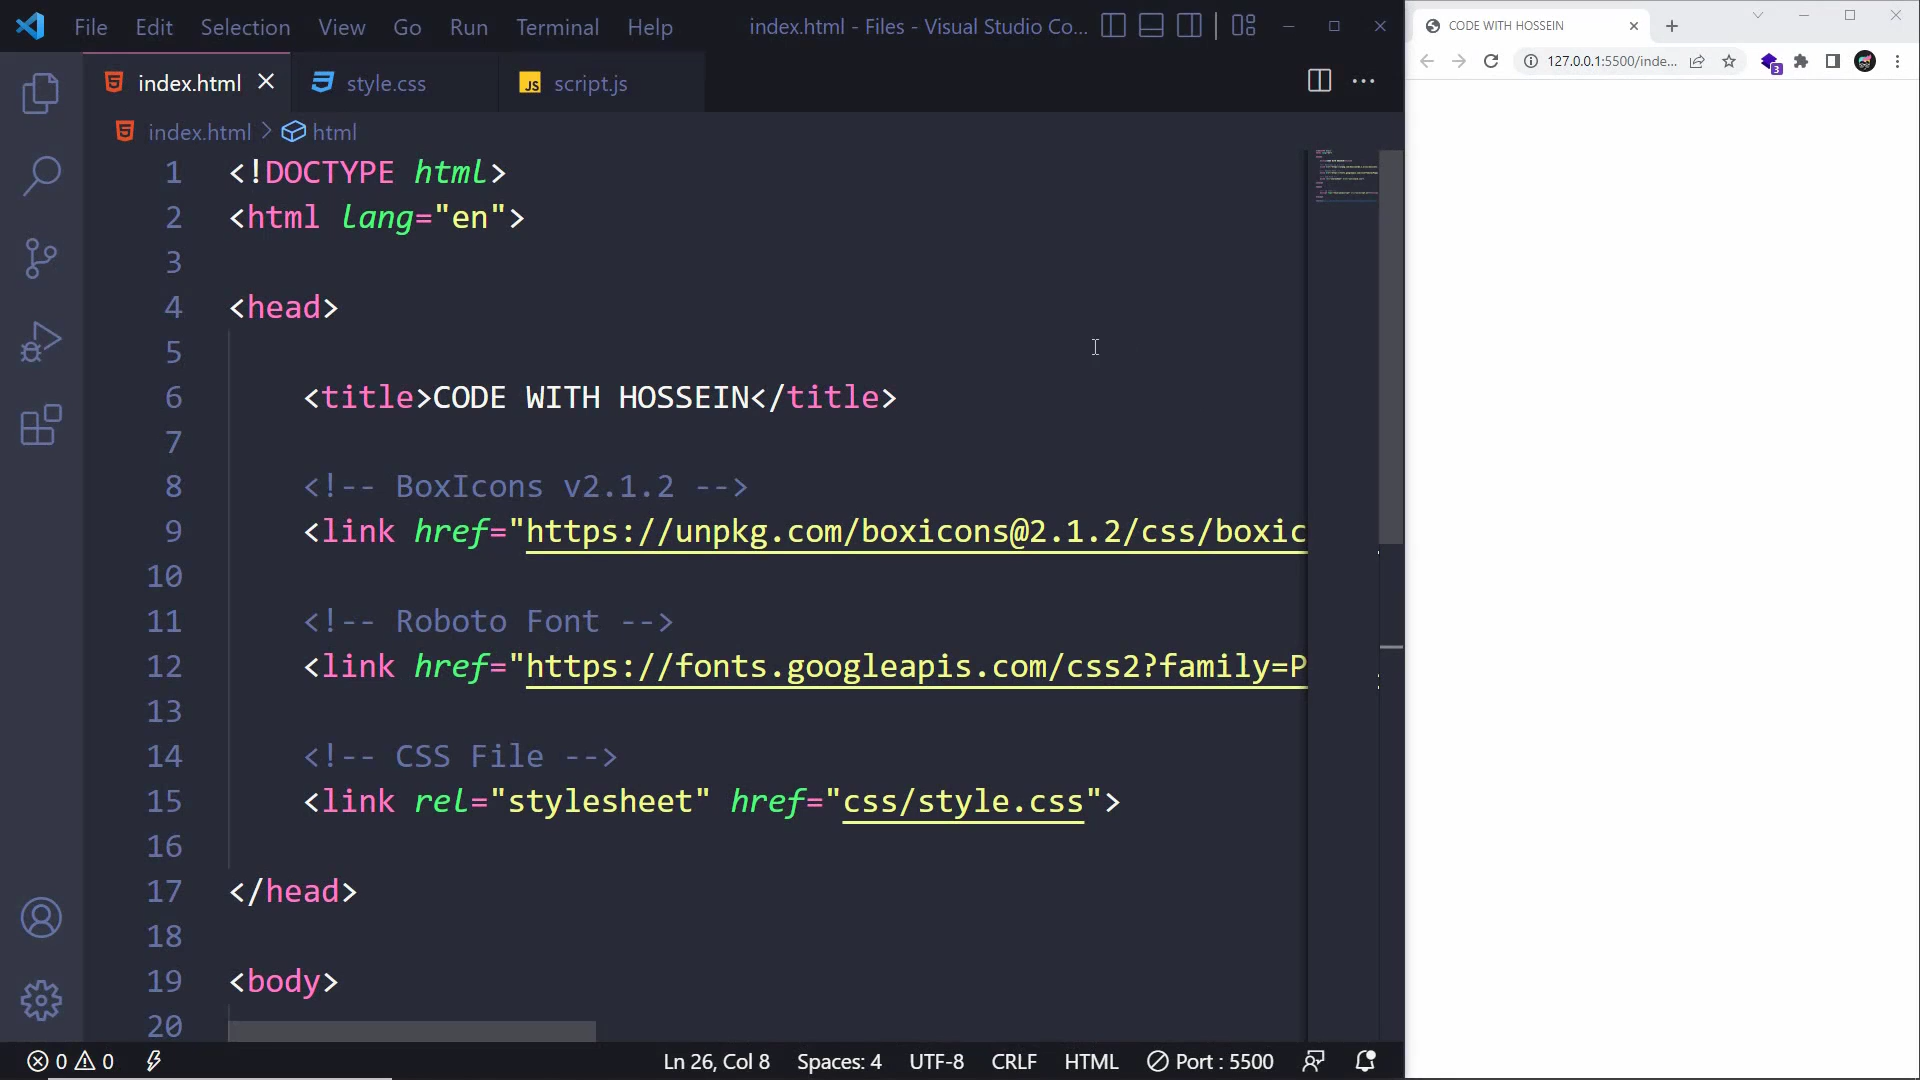 File Edit Selection View Go Run Terminal Help index.html - Files - Visual Studio Co...
index.html style.css JS script.js
index.html > html
1 <!DOCTYPE html>
2 <html lang="en">
3
4 <head>
5
6 <title>CODE WITH HOSSEIN</title>
7
8 <!-- BoxIcons v2.1.2 -->
9 <link href="https://unpkg.com/boxicons@2.1.2/css/boxic
10
11 <!-- Roboto Font -->
12 <link href="https://fonts.googleapis.com/css2?family=P
13
14 <!-- CSS File -->
15 <link rel="stylesheet" href="css/style.css">
16
17 </head>
18
19 <body>
20
0 0 Ln 26, Col 8 Spaces: 4 UTF-8 CRLF HTML Port : 5500
CODE WITH HOSSEIN
127.0.0.1:5500/inde... 3